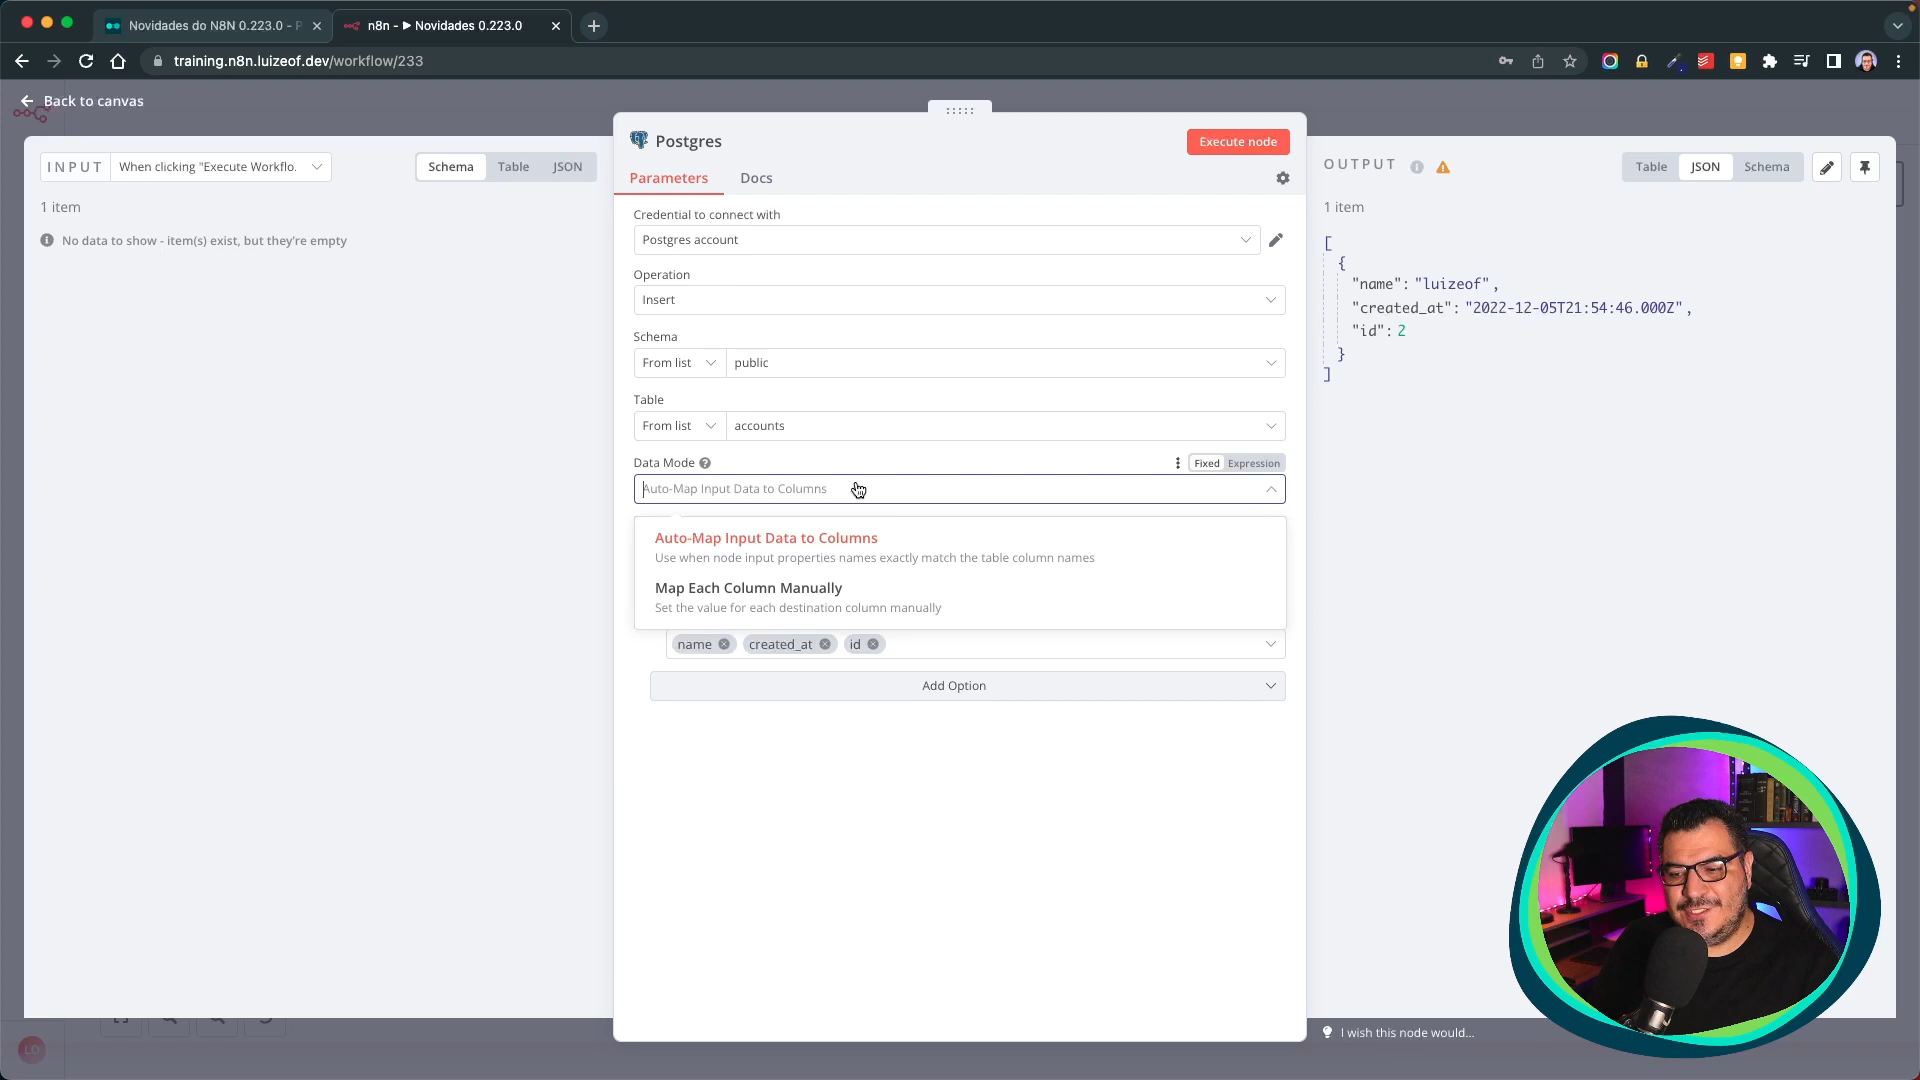 Novidades do N8N 0.223.0 - P
n8n - ▶ Novidades 0.223.0
training.n8n.luizeof.dev/workflow/233
Back to canvas
INPUT
When clicking "Execute Workflo.
Schema
Table
JSON
1 item
No data to show - item(s) exist, but they're empty
Postgres
Execute node
Parameters
Docs
Credential to connect with
Postgres account
Operation
Insert
Schema
From list
public
Table
From list
accounts
Data Mode
Fixed
Expression
Auto-Map Input Data to Columns
Auto-Map Input Data to Columns
Use when node input properties names exactly match the table column names
Map Each Column Manually
Set the value for each destination column manually
name
created_at
id
Add Option
OUTPUT
Table
JSON
Schema
1 item
[
{
"name": "luizeof",
"created_at": "2022-12-05T21:54:46.000Z",
"id": 2
}
]
I wish this node would...
LO